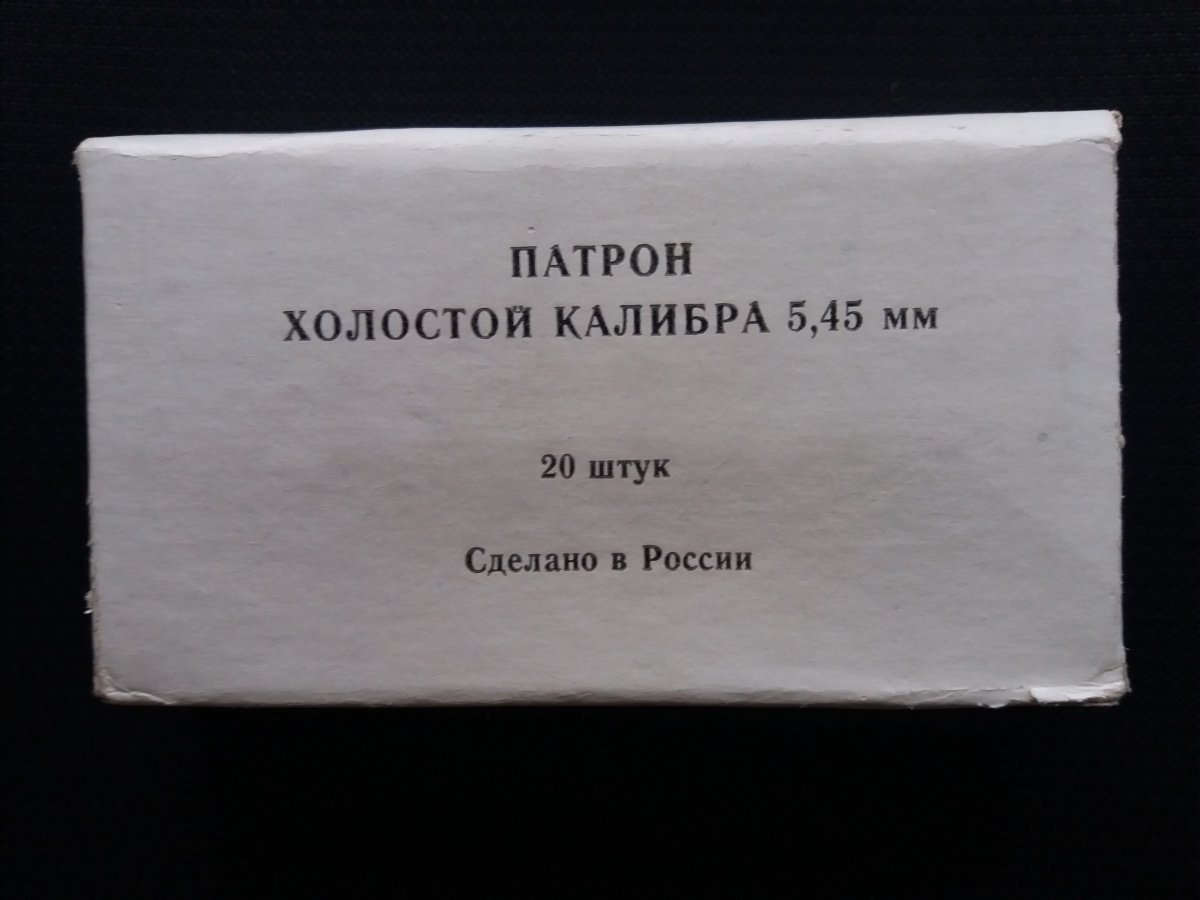 ПАТРОН
ХОЛОСТОЙ КАЛИБРА 5,45 мм
20 штук
Сделано в России